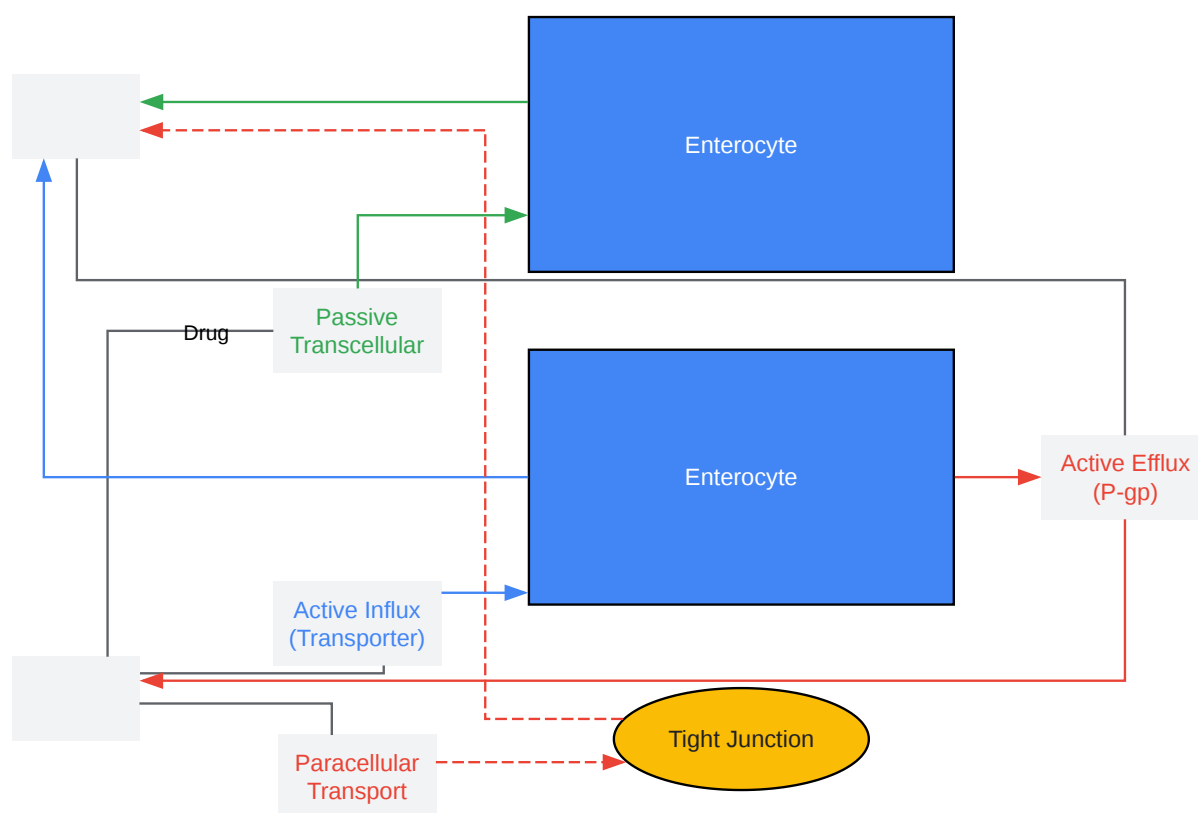 Enterocyte
Passive
Transcellular
Drug
Enterocyte
Active Efflux
(P-gp)
Active Influx
(Transporter)
Tight Junction
Paracellular
Transport